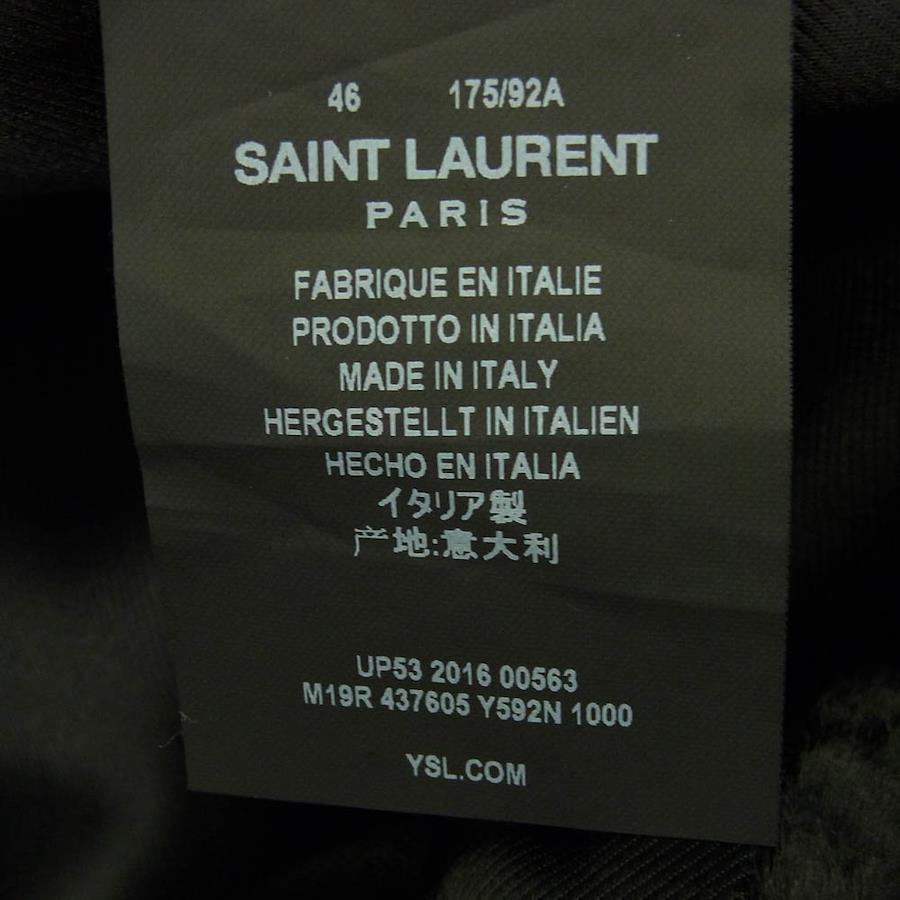 46 175/92A
SAINT LAURENT
PARIS
FABRIQUE EN ITALIE
PRODOTTO IN ITALIA
MADE IN ITALY
HERGESTELLT IN ITALIEN
HECHO EN ITALIA
イタリア製
产地:意大利
UP53 2016 00563
M19R 437605 Y592N 1000
YSL.COM